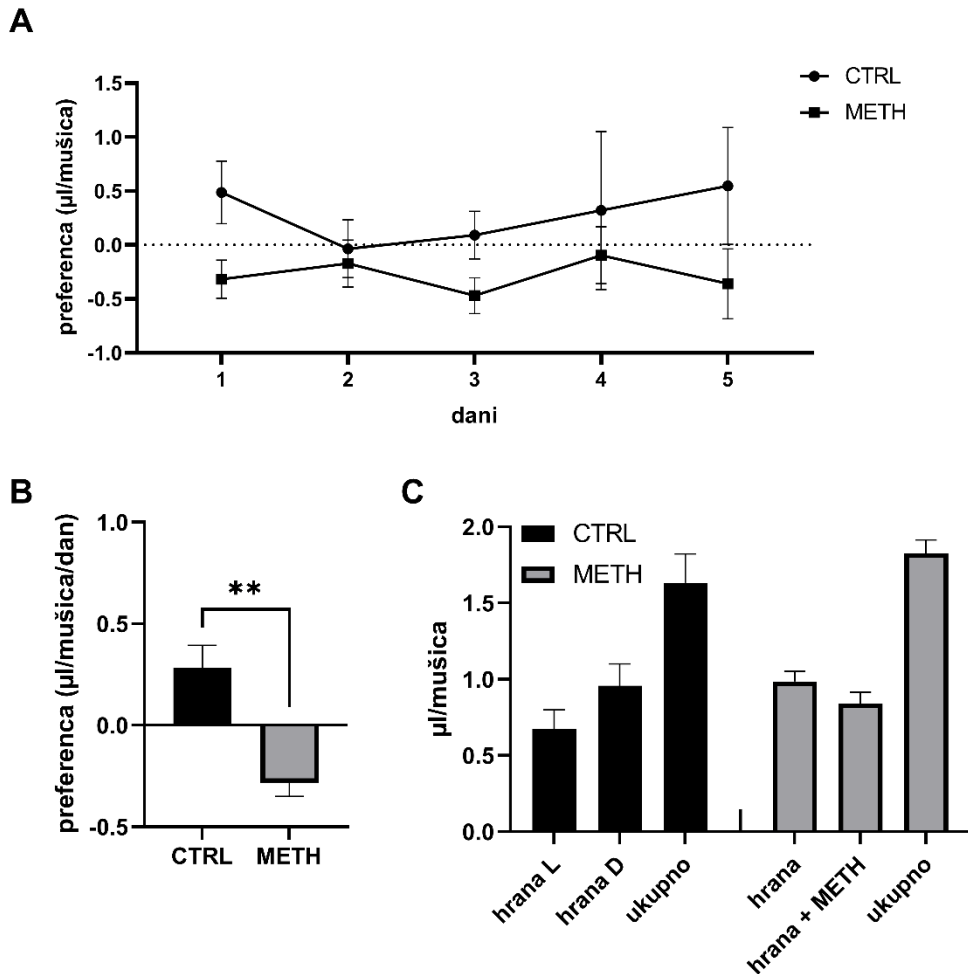 A
preferenca (µl/mušica)
1.5
1.0
0.5
0.0
-0.5
-1.0
1 2 3 4 5
dani
CTRL
METH
B
preferenca (µl/mušica/dan)
1.0
0.5
0.0
-0.5
**
CTRL METH
C
µl/mušica
2.0
1.5
1.0
0.5
0.0
CTRL
METH
hrana L
hrana D
ukupno
hrana
hrana + METH
ukupno